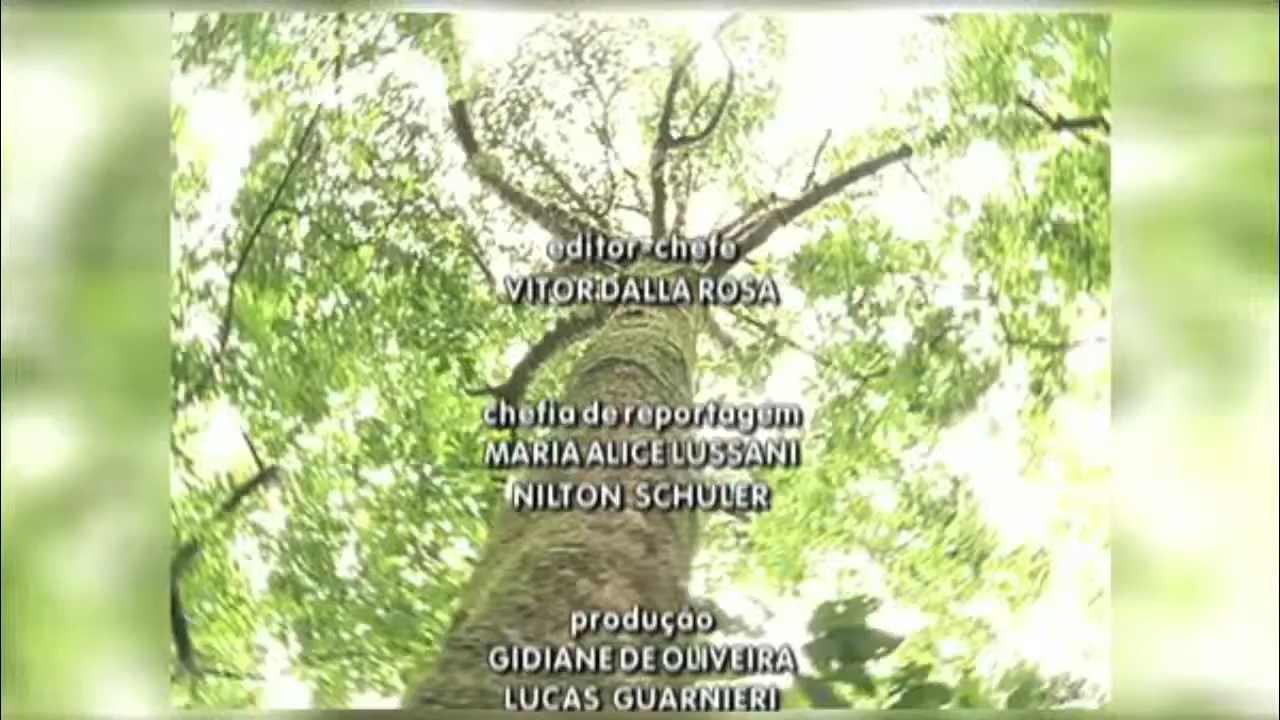 editor-chefe
VITOR DALLA ROSA
chefia de reportagem
MARIA ALICE LUSSANI
NILTON SCHULER
produção
GIDIANE DE OLIVEIRA
LUCAS GUARNIERI